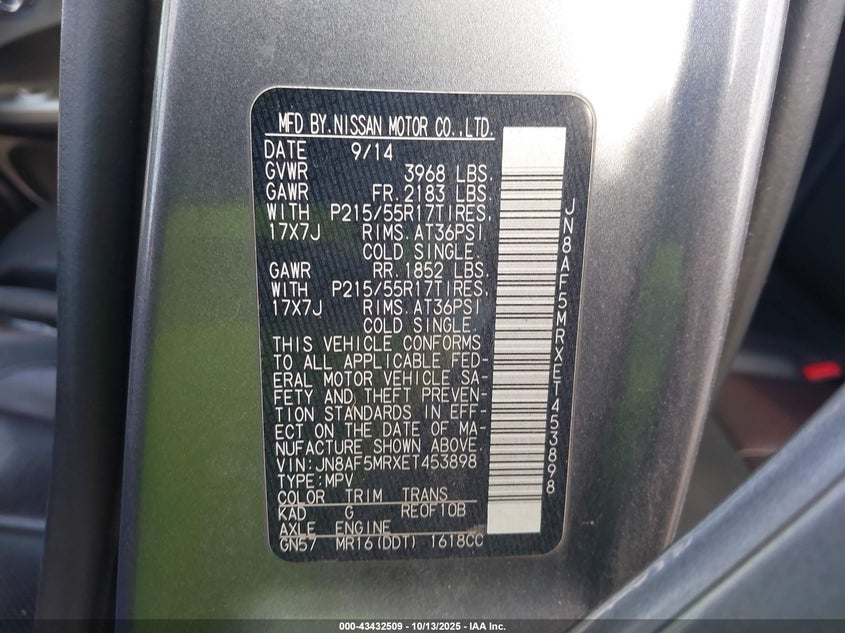 MFD BY.NISSAN MOTOR CO.,LTD.
DATE 9/14
GVWR 3968 LBS.
GAWR FR.2183 LBS.
WITH P215/55R17TIRES,
17X7J RIMS.AT36PSI
COLD SINGLE.
GAWR RR.1852 LBS.
WITH P215/55R17TIRES,
17X7J RIMS.AT36PSI
COLD SINGLE.
THIS VEHICLE CONFORMS
TO ALL APPLICABLE FED-
ERAL MOTOR VEHICLE SA-
FETY AND THEFT PREVEN-
TION STANDARDS IN EFF-
ECT ON THE DATE OF MA-
NUFACTURE SHOWN ABOVE.
VIN:JN8AF5MRXET453898
TYPE:MPV
COLOR TRIM TRANS
KAD G RE0F10B
AXLE ENGINE
GN57 MR16(DDT) 1618CC
JN8AF5MRXET453898
000-43432509 - 10/13/2025 - IAA Inc.